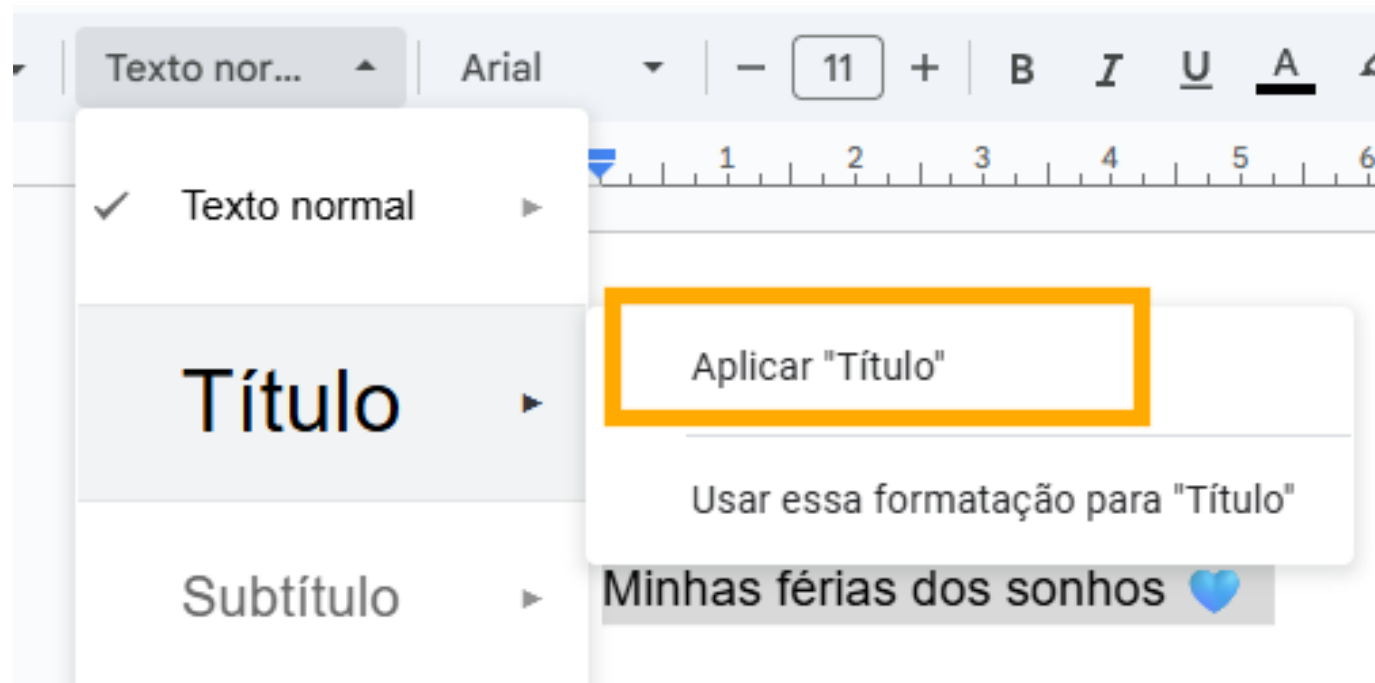 Texto nor... Arial 11 B I U A
1 2 3 4 5 6
Texto normal
Título
Aplicar "Título"
Usar essa formatação para "Título"
Subtítulo
Minhas férias dos sonhos 💙